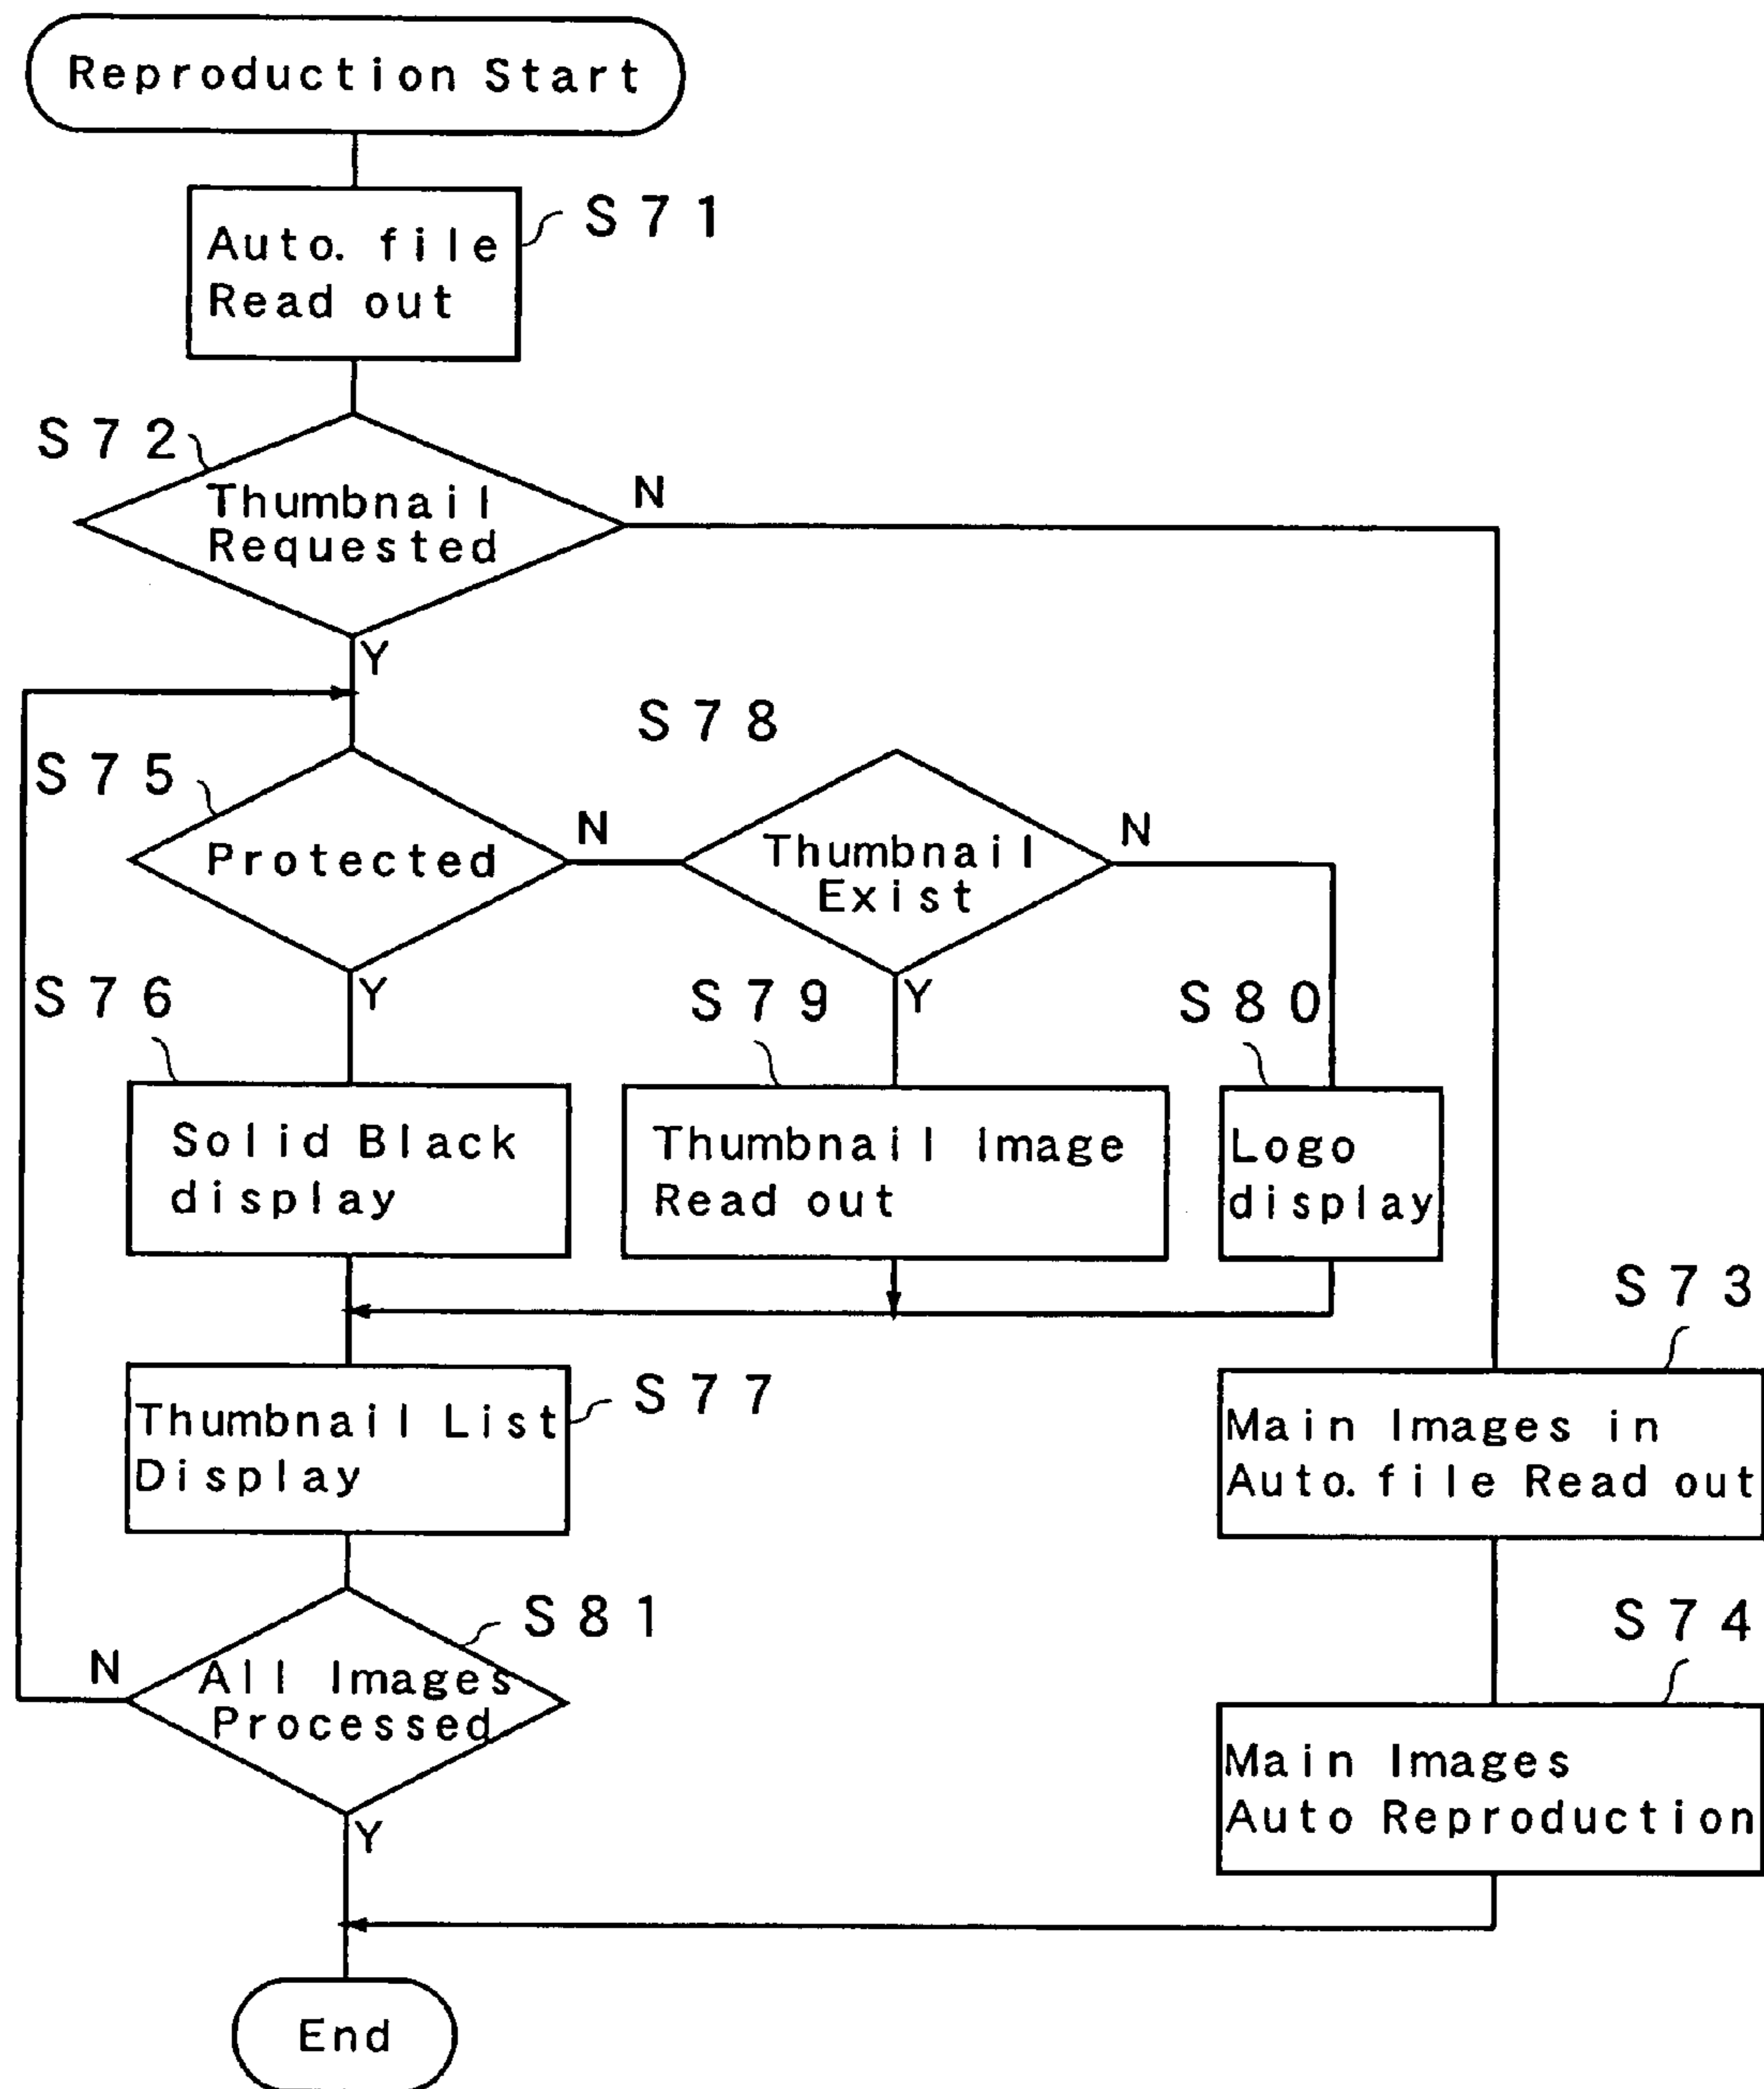 Reproduction Start
S71
Auto. file
Read out
S72
Thumbnail
Requested
N
Y
S78
S75
Protected
N
Thumbnail
Exist
N
Y
Y
S76
S79
S80
Solid Black
display
Thumbnail Image
Read out
Logo
display
S73
Thumbnail List
Display
S77
Main Images in
Auto. file Read out
S81
N
All Images
Processed
S74
Main Images
Auto Reproduction
Y
End